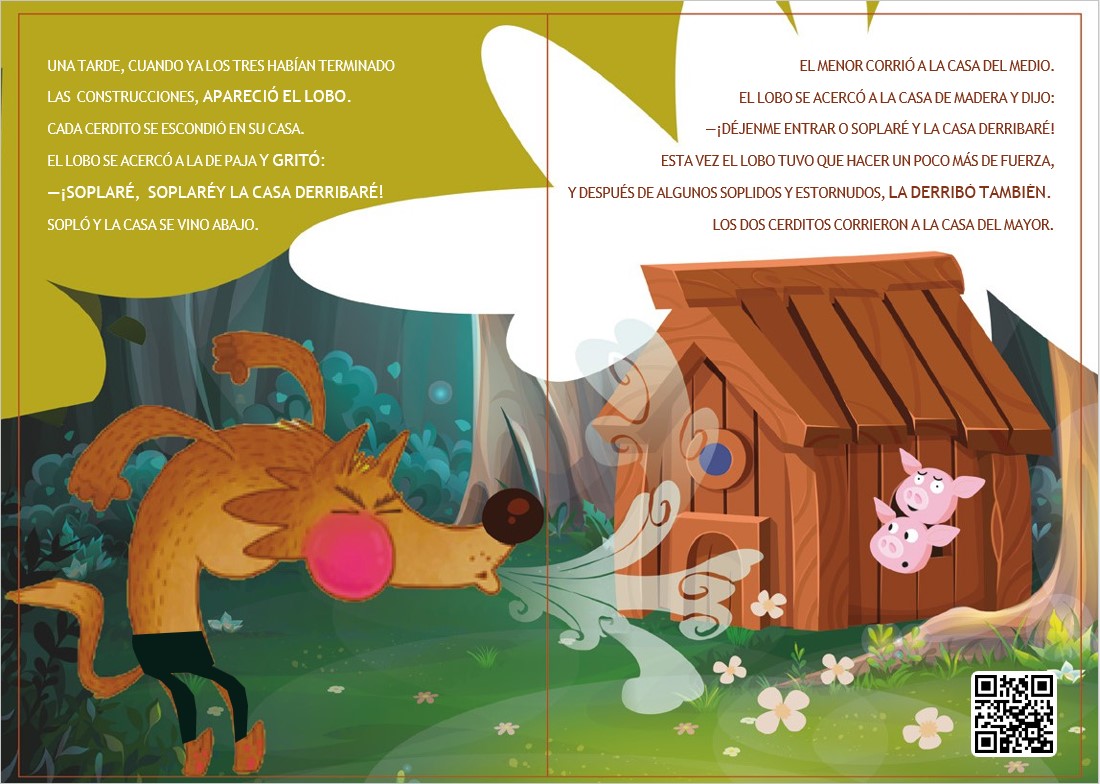 UNA TARDE, CUANDO YA LOS TRES HABÍAN TERMINADO
LAS CONSTRUCCIONES, APARECIÓ EL LOBO.
CADA CERDITO SE ESCONDIÓ EN SU CASA.
EL LOBO SE ACERCÓ A LA DE PAJA Y GRITÓ:
—¡SOPLARÉ, SOPLARÉY LA CASA DERRIBARÉ!
SOPLÓ Y LA CASA SE VINO ABAJO.
EL MENOR CORRIÓ A LA CASA DEL MEDIO.
EL LOBO SE ACERCÓ A LA CASA DE MADERA Y DIJO:
—¡DÉJENME ENTRAR O SOPLARÉ Y LA CASA DERRIBARÉ!
ESTA VEZ EL LOBO TUVO QUE HACER UN POCO MÁS DE FUERZA,
Y DESPUÉS DE ALGUNOS SOPLIDOS Y ESTORNUDOS, LA DERRIBÓ TAMBIÉN.
LOS DOS CERDITOS CORRIERON A LA CASA DEL MAYOR.